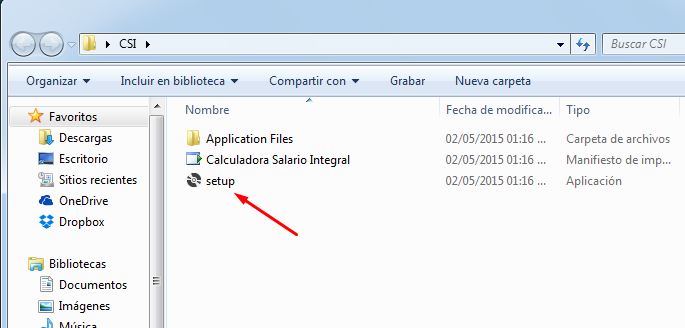 CSI
Buscar CSI
Organizar Incluir en biblioteca Compartir con Grabar Nueva carpeta
Favoritos
Descargas
Escritorio
Sitios recientes
OneDrive
Dropbox
Bibliotecas
Documentos
Imágenes
Música
Nombre Fecha de modifica... Tipo
Application Files 02/05/2015 01:16 ... Carpeta de archivos
Calculadora Salario Integral 02/05/2015 01:16 ... Manifiesto de imp...
setup 02/05/2015 01:16 ... Aplicación